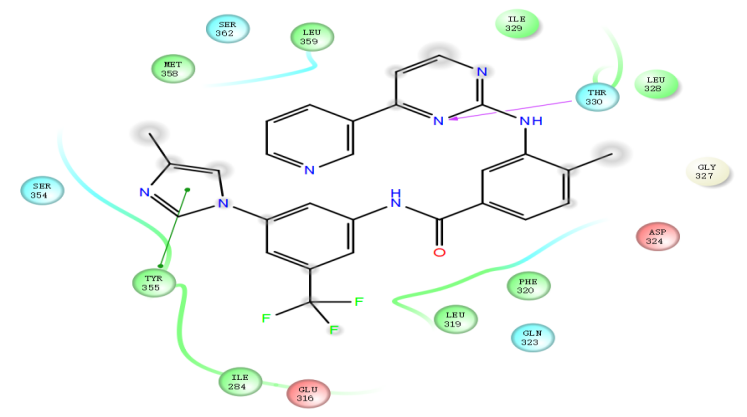 SER
362
LEU
359
ILE
329
MET
358
N
THR
330
LEU
328
N
NH
N
GLY
327
SER
354
N
N
H
N
O
ASP
324
TYR
355
PHE
320
F
F
F
LEU
319
GLN
323
ILE
284
GLU
316